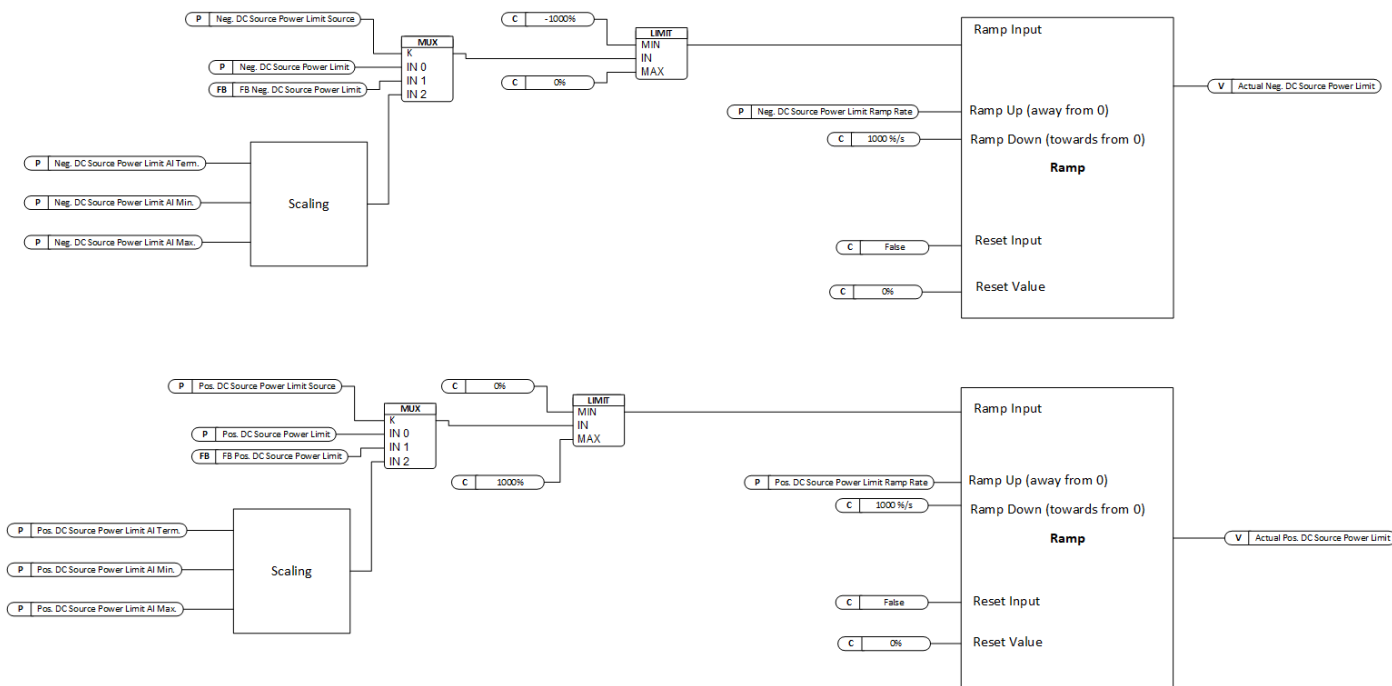 P Neg. DC Source Power Limit Source
C -1000%
Ramp Input
LIMIT
MIN
IN
MAX
MUX
K
IN 0
IN 1
IN 2
P Neg. DC Source Power Limit
FB FB Neg. DC Source Power Limit
C 0%
V Actual Neg. DC Source Power Limit
P Neg. DC Source Power Limit Ramp Rate
Ramp Up (away from 0)
C 1000 %/s
Ramp Down (towards from 0)
Ramp
P Neg. DC Source Power Limit AI Term.
P Neg. DC Source Power Limit AI Min.
Scaling
P Neg. DC Source Power Limit AI Max.
C False
Reset Input
C 0%
Reset Value
P Pos. DC Source Power Limit Source
C 0%
Ramp Input
LIMIT
MIN
IN
MAX
MUX
K
IN 0
IN 1
IN 2
P Pos. DC Source Power Limit
FB FB Pos. DC Source Power Limit
C 1000%
P Pos. DC Source Power Limit Ramp Rate
Ramp Up (away from 0)
C 1000 %/s
Ramp Down (towards from 0)
Ramp
V Actual Pos. DC Source Power Limit
P Pos. DC Source Power Limit AI Term.
P Pos. DC Source Power Limit AI Min.
Scaling
P Pos. DC Source Power Limit AI Max.
C False
Reset Input
C 0%
Reset Value